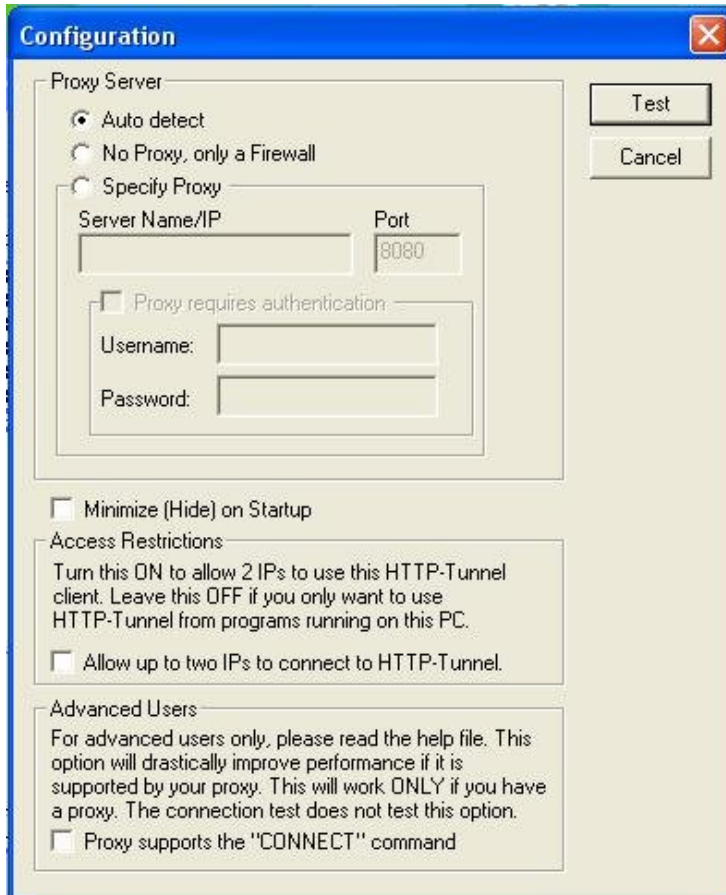 Configuration
Proxy Server
Test
Auto detect
No Proxy, only a Firewall
Cancel
Specify Proxy
Server Name/IP Port
8080
Proxy requires authentication
Username:
Password:
Minimize (Hide) on Startup
Access Restrictions
Turn this ON to allow 2 IPs to use this HTTP-Tunnel
client. Leave this OFF if you only want to use
HTTP-Tunnel from programs running on this PC.
Allow up to two IPs to connect to HTTP-Tunnel.
Advanced Users
For advanced users only, please read the help file. This
option will drastically improve performance if it is
supported by your proxy. This will work ONLY if you have
a proxy. The connection test does not test this option.
Proxy supports the "CONNECT" command